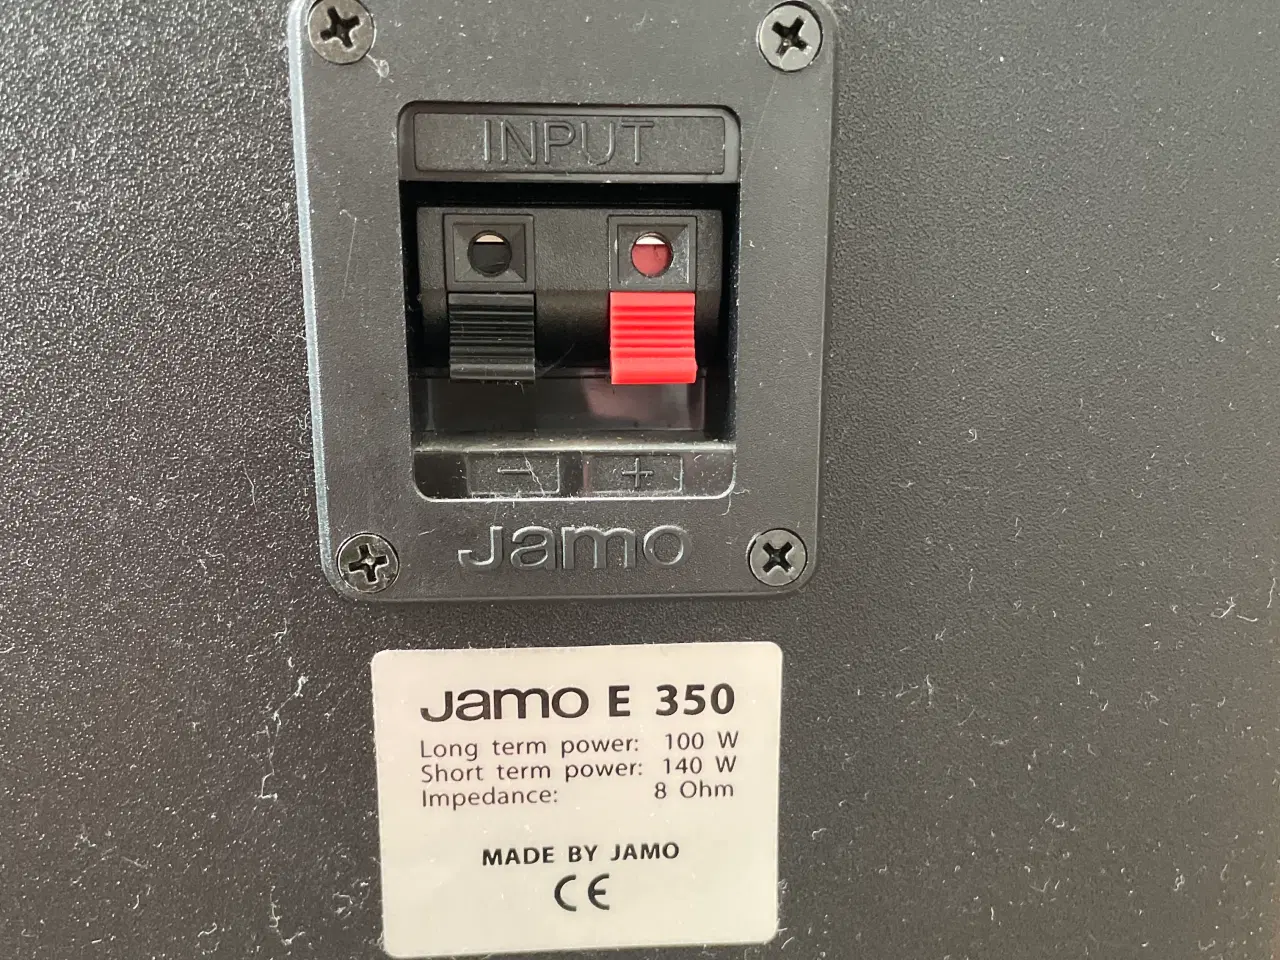 INPUT
- +
Jamo
Jamo E 350
Long term power: 100 W
Short term power: 140 W
Impedance: 8 Ohm
MADE BY JAMO
CE